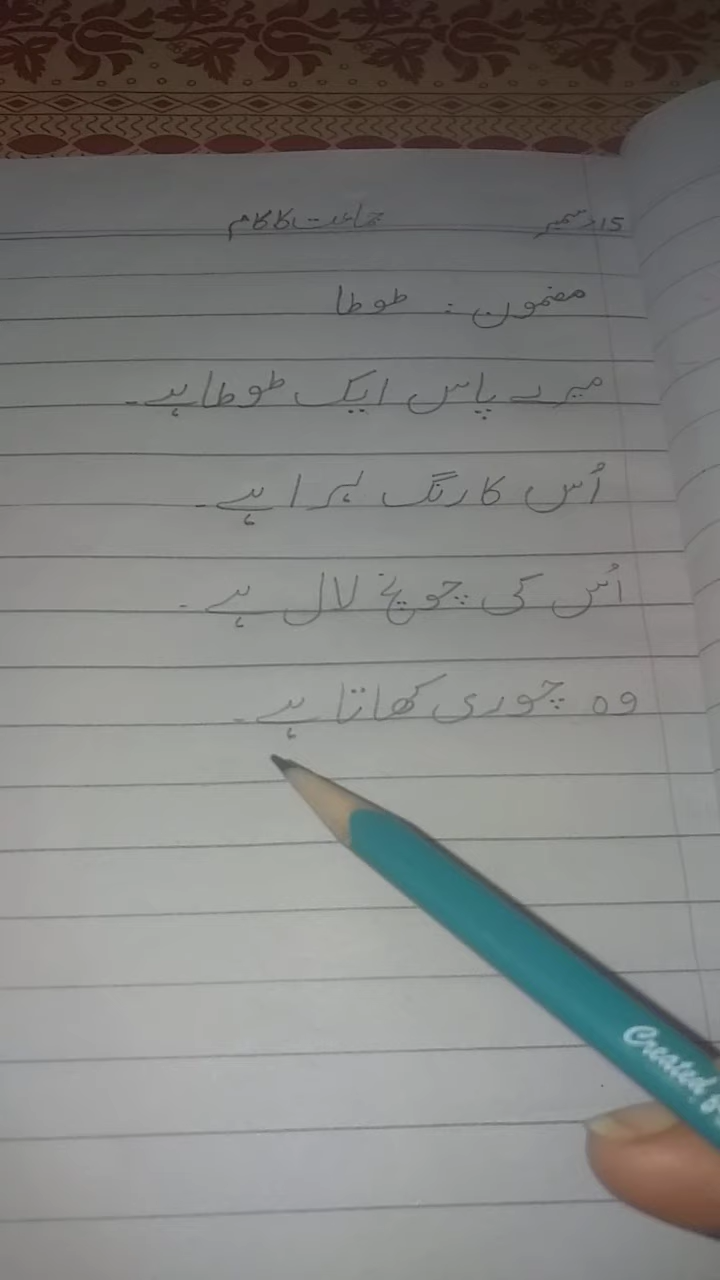 15 دسمبر جماعت کا کام
مضمون : طوطا
میرے پاس ایک طوطا ہے۔
اُس کا رنگ ہرا ہے۔
اُس کی چونچ لال ہے۔
وہ چوری کھاتا ہے۔
Created